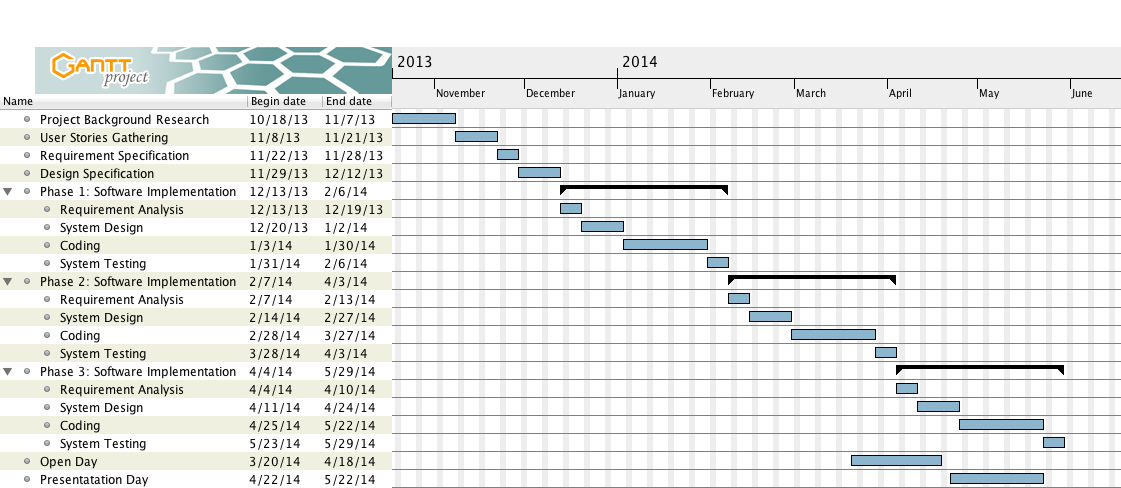 GANTT project
2013 2014
November December January February March April May June
Name Begin date End date
Project Background Research 10/18/13 11/7/13
User Stories Gathering 11/8/13 11/21/13
Requirement Specification 11/22/13 11/28/13
Design Specification 11/29/13 12/12/13
Phase 1: Software Implementation 12/13/13 2/6/14
Requirement Analysis 12/13/13 12/19/13
System Design 12/20/13 1/2/14
Coding 1/3/14 1/30/14
System Testing 1/31/14 2/6/14
Phase 2: Software Implementation 2/7/14 4/3/14
Requirement Analysis 2/7/14 2/13/14
System Design 2/14/14 2/27/14
Coding 2/28/14 3/27/14
System Testing 3/28/14 4/3/14
Phase 3: Software Implementation 4/4/14 5/29/14
Requirement Analysis 4/4/14 4/10/14
System Design 4/11/14 4/24/14
Coding 4/25/14 5/22/14
System Testing 5/23/14 5/29/14
Open Day 3/20/14 4/18/14
Presentatation Day 4/22/14 5/22/14